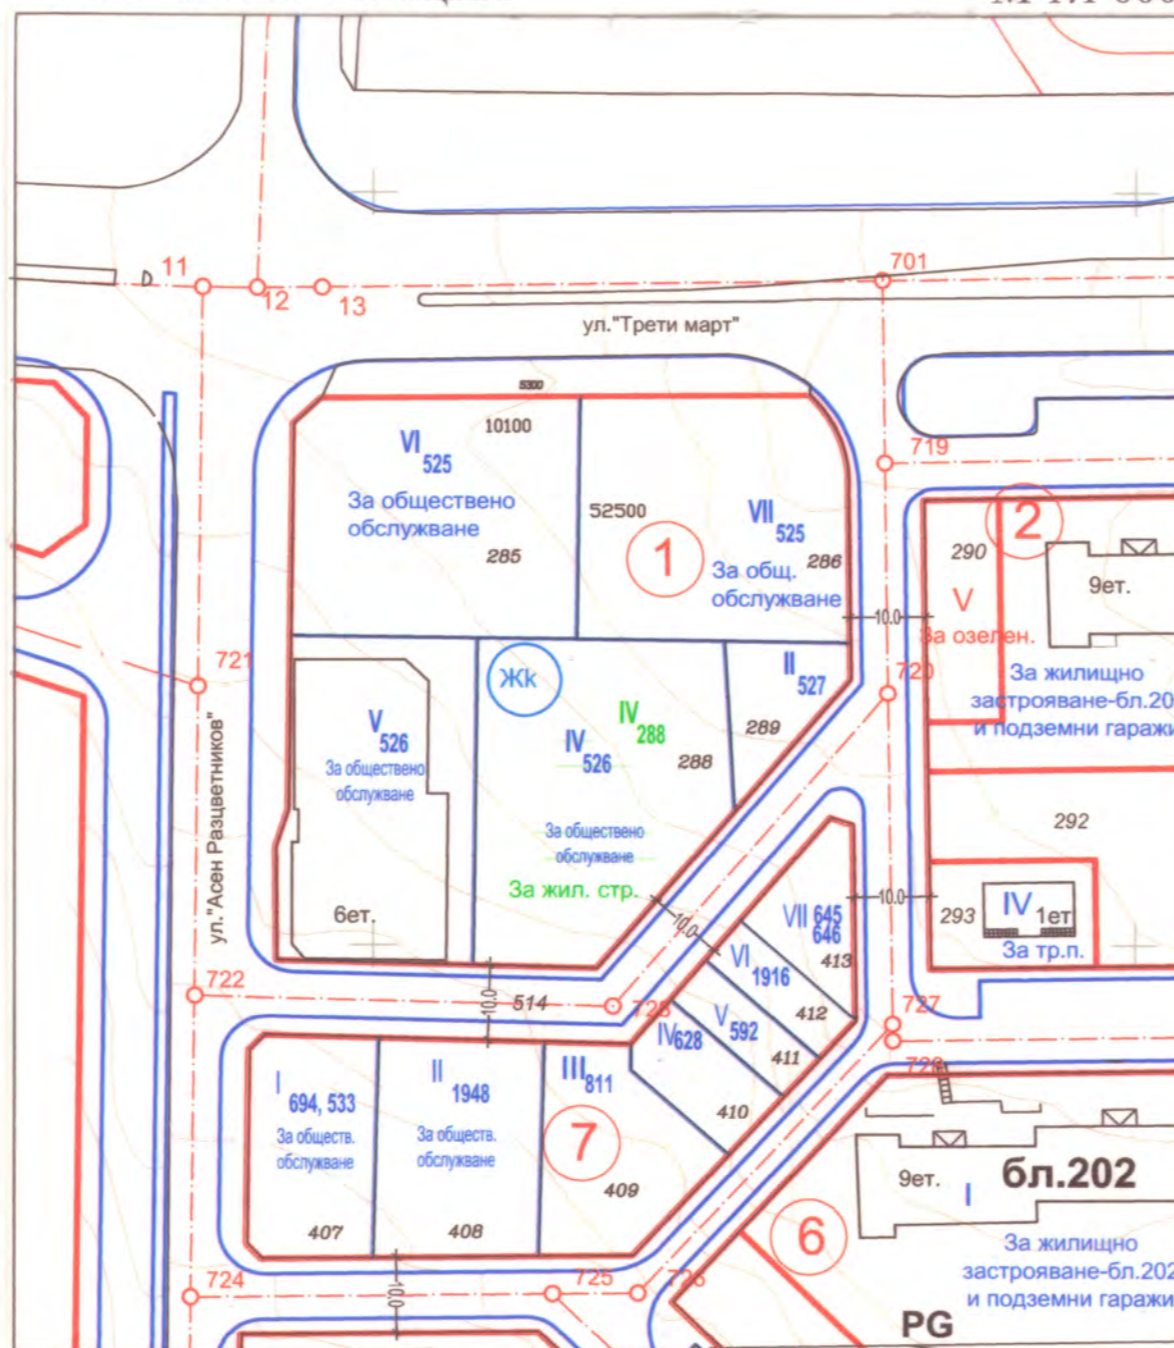 11
12
13
701
ул."Трети март"
5300
10100
VI 525
За обществено
обслужване
285
52500
1
VII 525
286
За общ.
обслужване
719
2
290
9ет.
V
За озелен.
10.0
720
За жилищно
и подземни гаражи
721
Жk
II 527
289
V 526
За обществено
обслужване
IV 288
IV 526
288
За обществено
обслужване
За жил. стр.
ул."Асен Разцветников"
6ет.
292
293
IV
1ет
За тр.п.
10.0
10.0
VII 645
646
413
VI 1916
412
V 592
411
IV 628
410
722
10.0
514
727
I
694, 533
За обществ.
обслужване
407
II
1948
За обществ.
обслужване
408
III 811
7
409
9ет.
I
бл.202
6
За жилищно
застрояване-бл.202
и подземни гаражи
724
10.0
725
726
PG